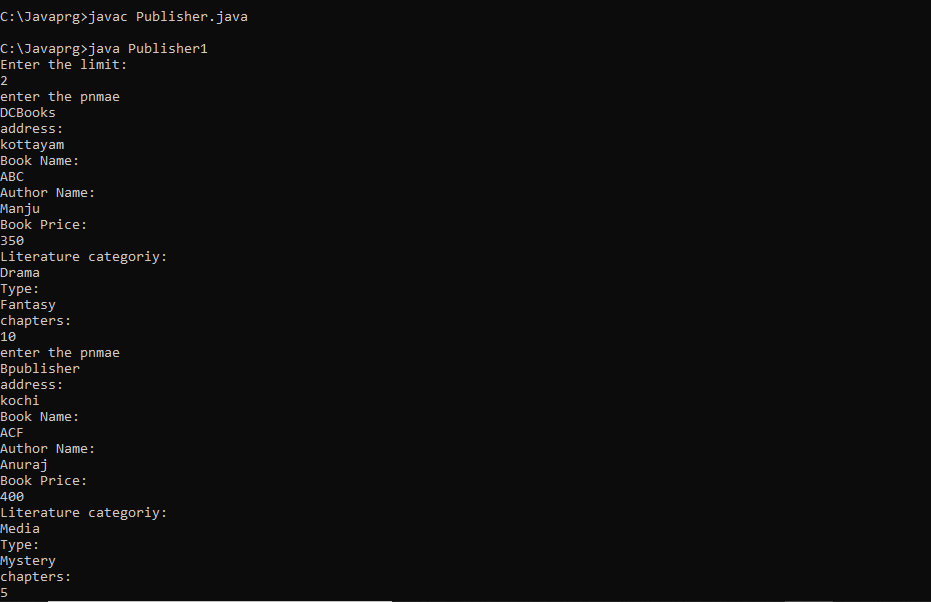 C:\Javaprg>javac Publisher.java
C:\Javaprg>java Publisher1
Enter the limit:
2
enter the pnmae
DCBooks
address:
kottayam
Book Name:
ABC
Author Name:
Manju
Book Price:
350
Literature categoriy:
Drama
Type:
Fantasy
chapters:
10
enter the pnmae
Bpublisher
address:
kochi
Book Name:
ACF
Author Name:
Anuraj
Book Price:
400
Literature categoriy:
Media
Type:
Mystery
chapters:
5